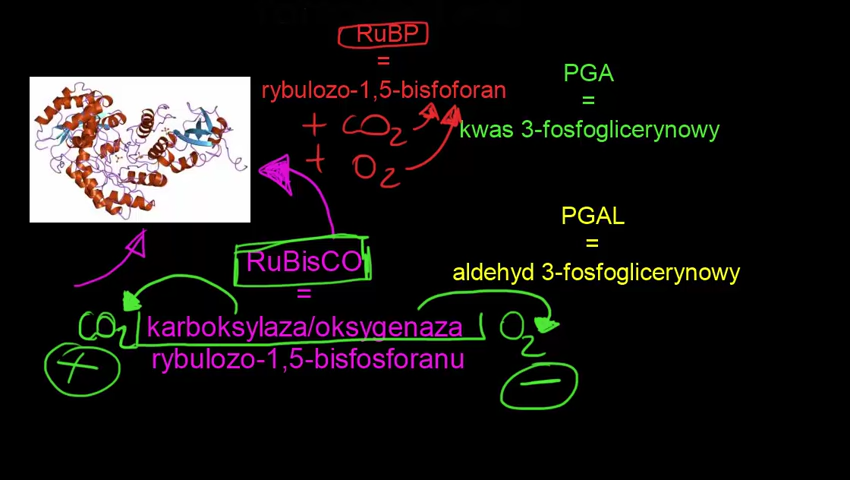 RuBP
=
rybulozo-1,5-bisfoforan
+ CO2
+ O2
PGA
=
kwas 3-fosfoglicerynowy
PGAL
=
aldehyd 3-fosfoglicerynowy
RuBisCO
=
CO2 karboksylaza/oksygenaza O2
rybulozo-1,5-bisfosforanu
+ −